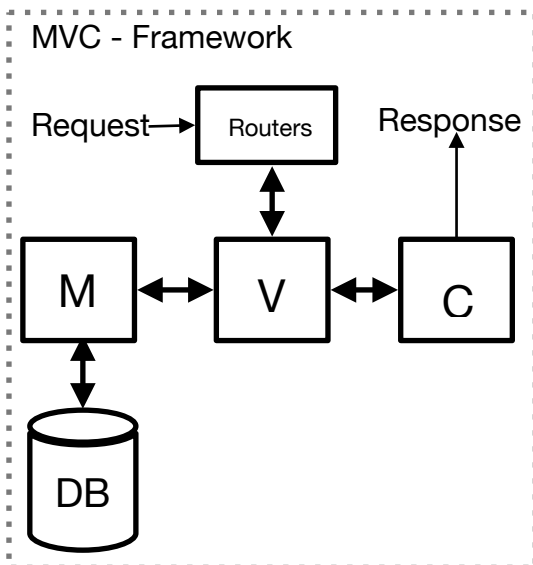 MVC - Framework
Request
Routers
Response
M
V
C
DB